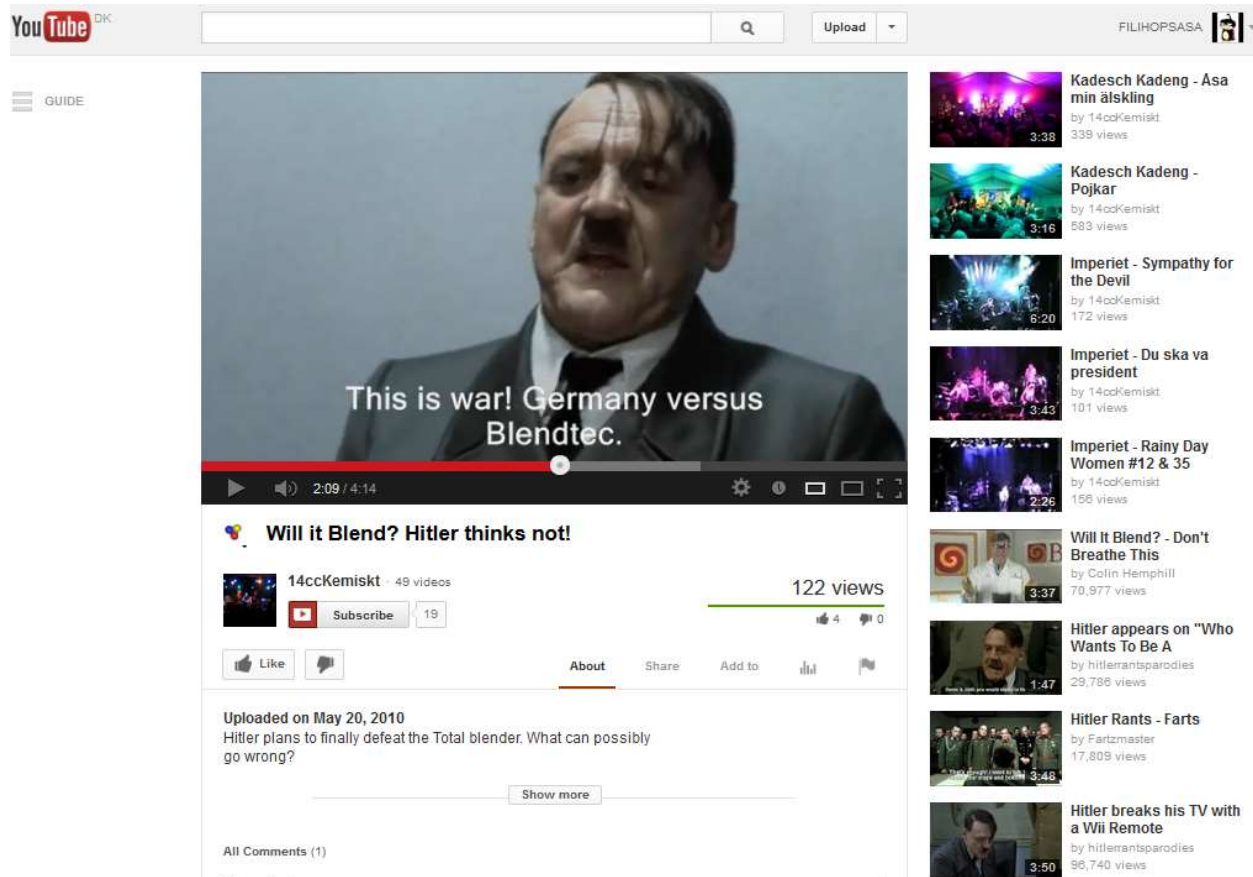 YouTube DK
Upload
FILIHOPSASA
GUIDE
This is war! Germany versus
Blendtec.
2:09 / 4:14
Will it Blend? Hitler thinks not!
14ccKemiskt · 49 videos
Subscribe 19
122 views
4 0
Like
About Share Add to
Uploaded on May 20, 2010
Hitler plans to finally defeat the Total blender. What can possibly
go wrong?
Show more
All Comments (1)
Kadesch Kadeng - Åsa
min älskling
by 14ccKemiskt
339 views
3:38
Kadesch Kadeng -
Pojkar
by 14ccKemiskt
583 views
3:16
Imperiet - Sympathy for
the Devil
by 14ccKemiskt
172 views
6:20
Imperiet - Du ska va
president
by 14ccKemiskt
101 views
3:43
Imperiet - Rainy Day
Women #12 & 35
by 14ccKemiskt
156 views
2:26
Will It Blend? - Don't
Breathe This
by Colin Hemphill
70,977 views
3:37
Hitler appears on "Who
Wants To Be A
by hitlerrantsparodies
29,786 views
1:47
Hitler Rants - Farts
by Fartzmaster
17,809 views
3:48
Hitler breaks his TV with
a Wii Remote
by hitlerrantsparodies
96,740 views
3:50